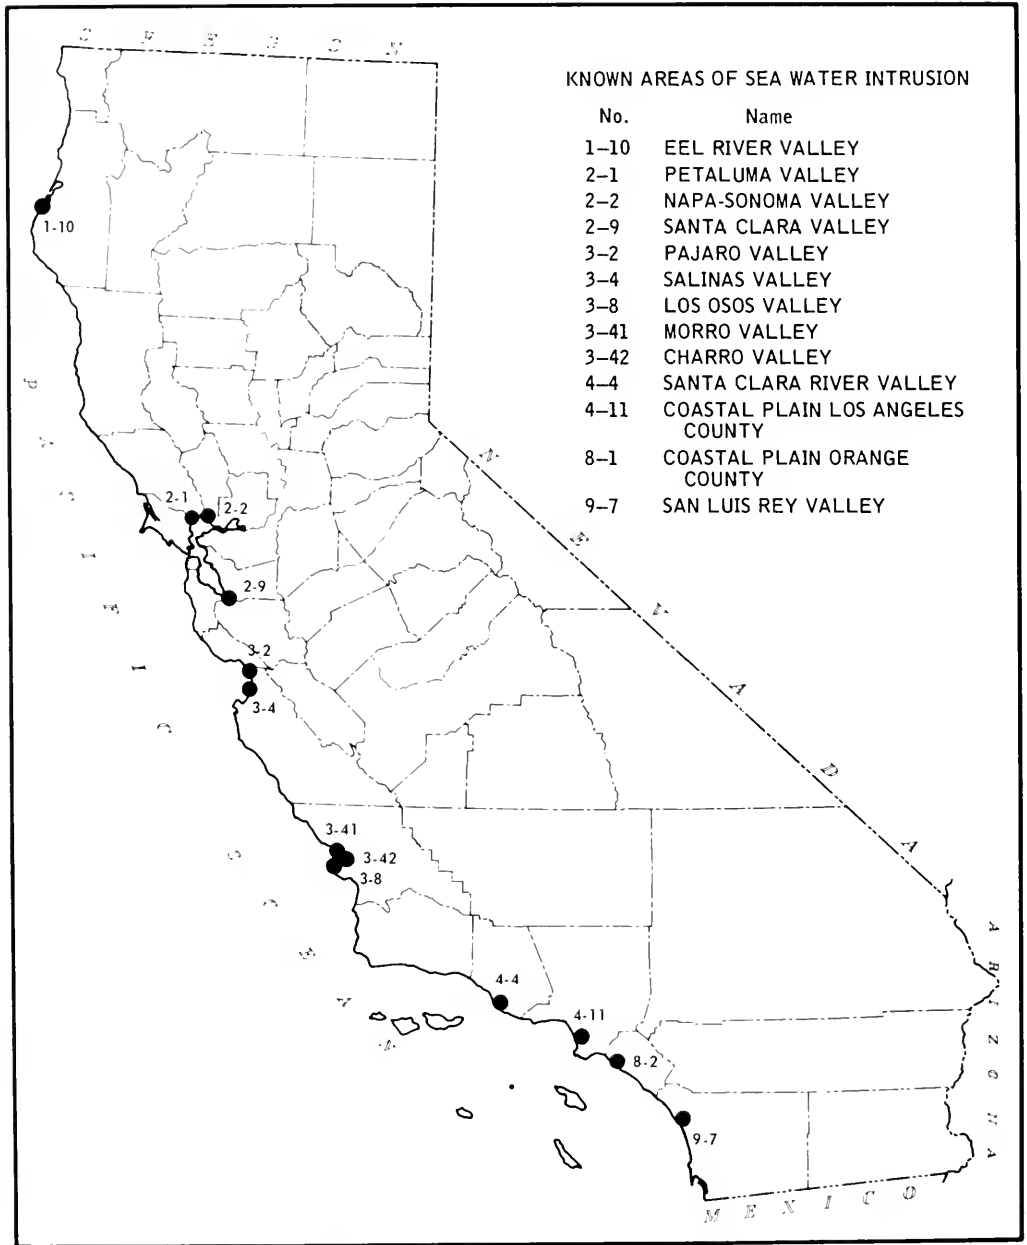 OREGON
KNOWN AREAS OF SEA WATER INTRUSION
No. Name
1-10 EEL RIVER VALLEY
2-1 PETALUMA VALLEY
2-2 NAPA-SONOMA VALLEY
2-9 SANTA CLARA VALLEY
3-2 PAJARO VALLEY
3-4 SALINAS VALLEY
3-8 LOS OSOS VALLEY
3-41 MORRO VALLEY
3-42 CHARRO VALLEY
4-4 SANTA CLARA RIVER VALLEY
4-11 COASTAL PLAIN LOS ANGELES
COUNTY
8-1 COASTAL PLAIN ORANGE
COUNTY
9-7 SAN LUIS REY VALLEY
1-10
PACIFIC
OCEAN
NEVADA
2-1
2-2
2-9
3-2
3-4
3-41
3-42
3-8
4-4
4-11
8-2
9-7
ARIZONA
MEXICO